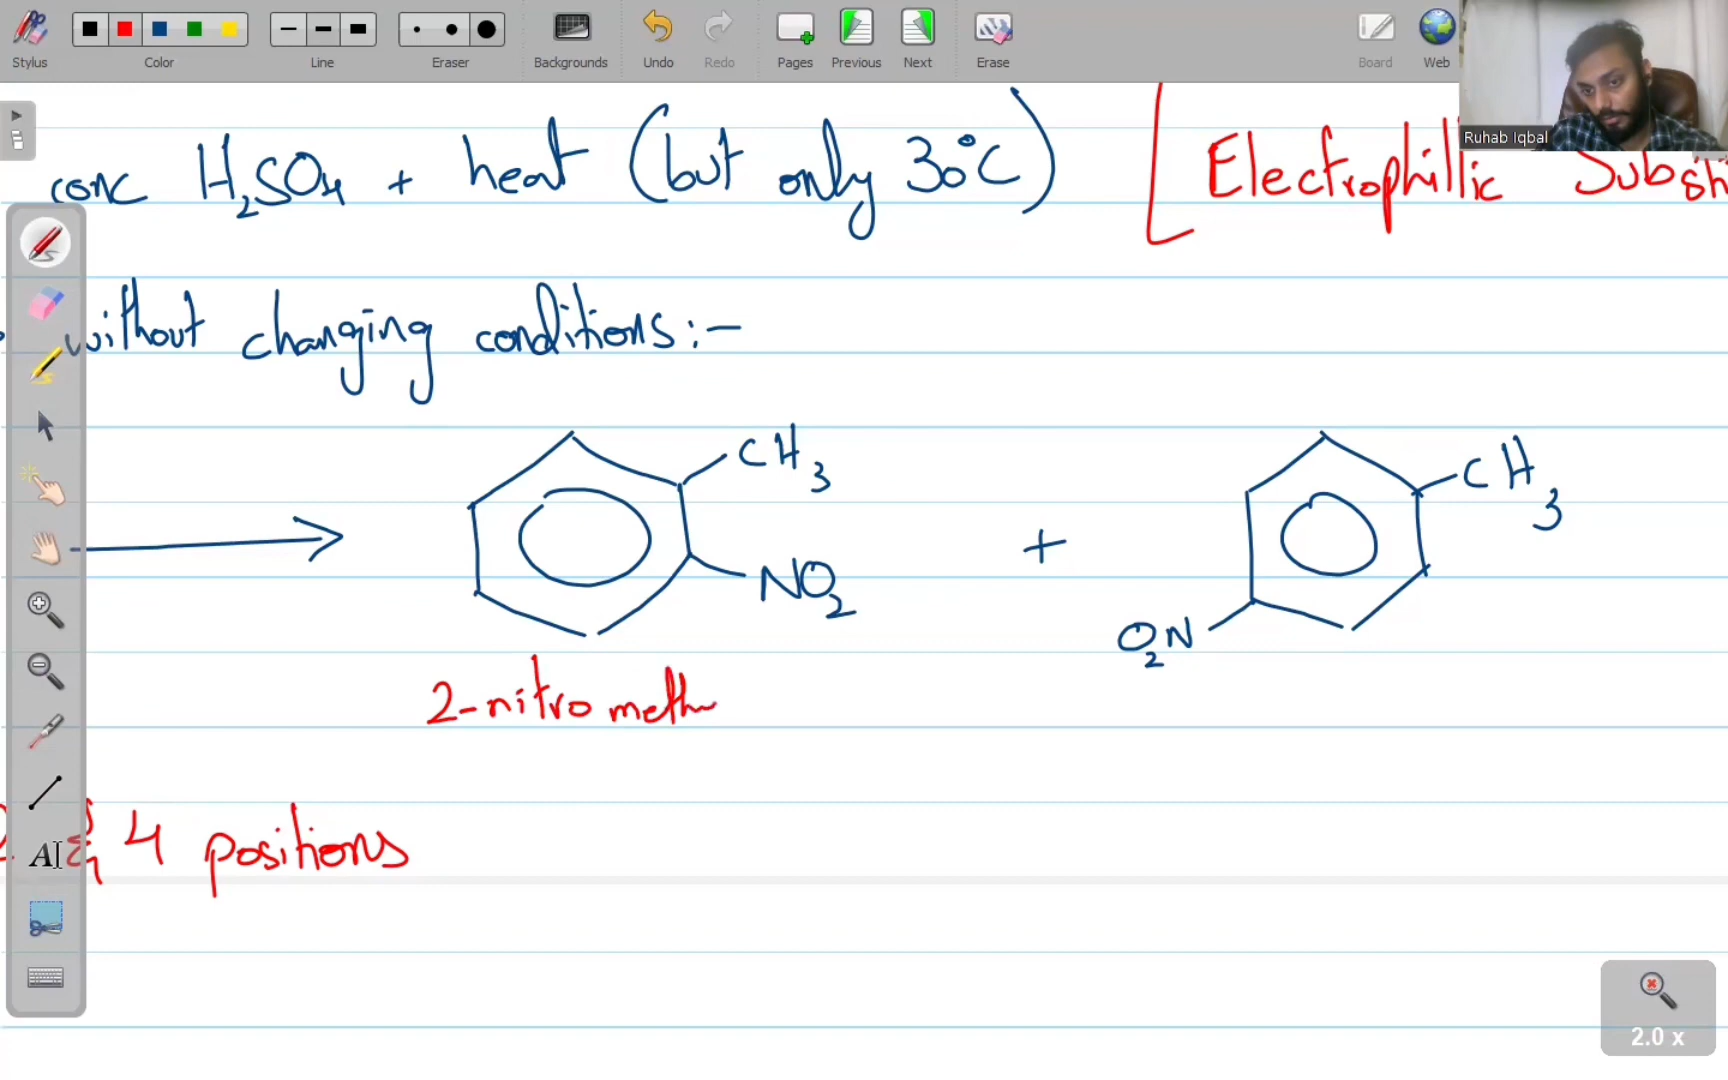 Stylus Color Line Eraser Backgrounds Undo Redo Pages Previous Next Erase Board Web
Ruhab Iqbal
conc H₂SO₄ + heat (but only 30°C) [Electrophillic Substi
without changing conditions:-
CH₃ CH₃
+
NO₂ O₂N
2-nitro meth
& 4 positions
2.0 x